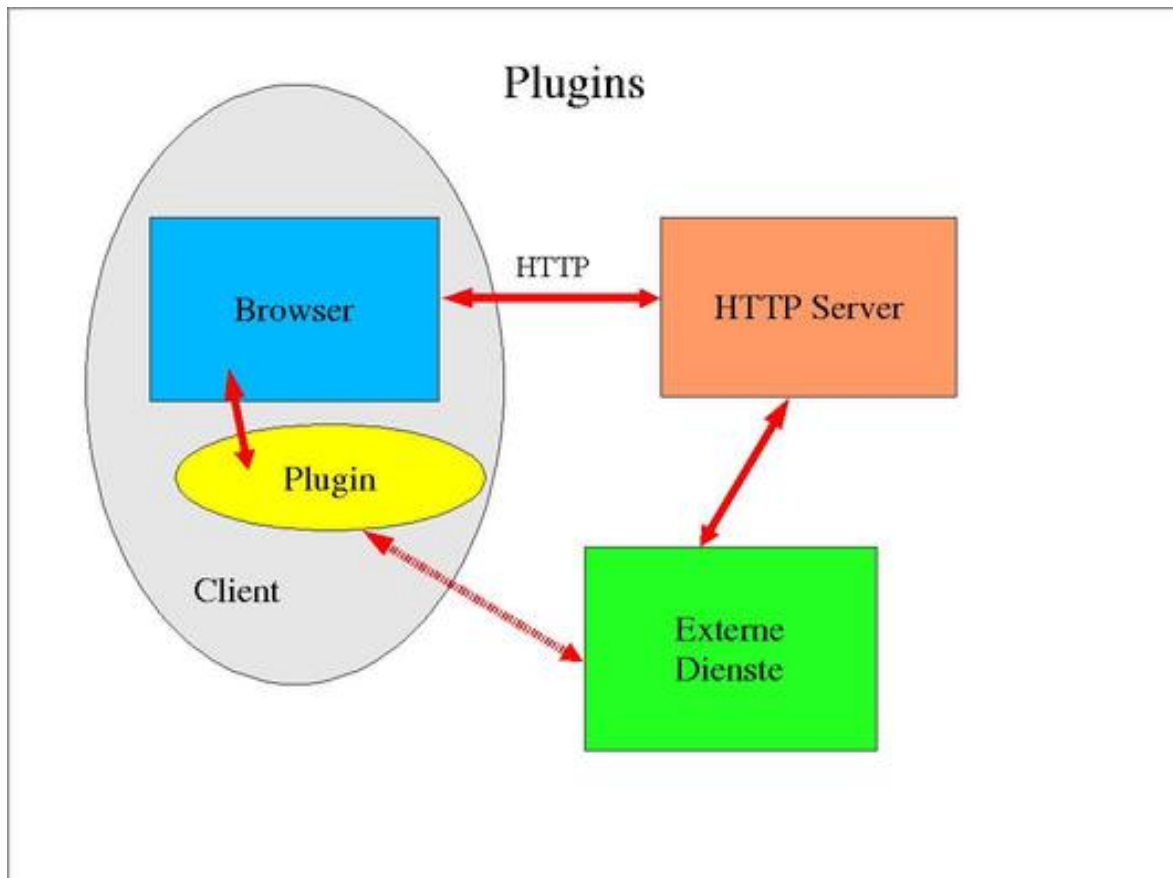 Plugins
HTTP
Browser
HTTP Server
Plugin
Client
Externe
Dienste